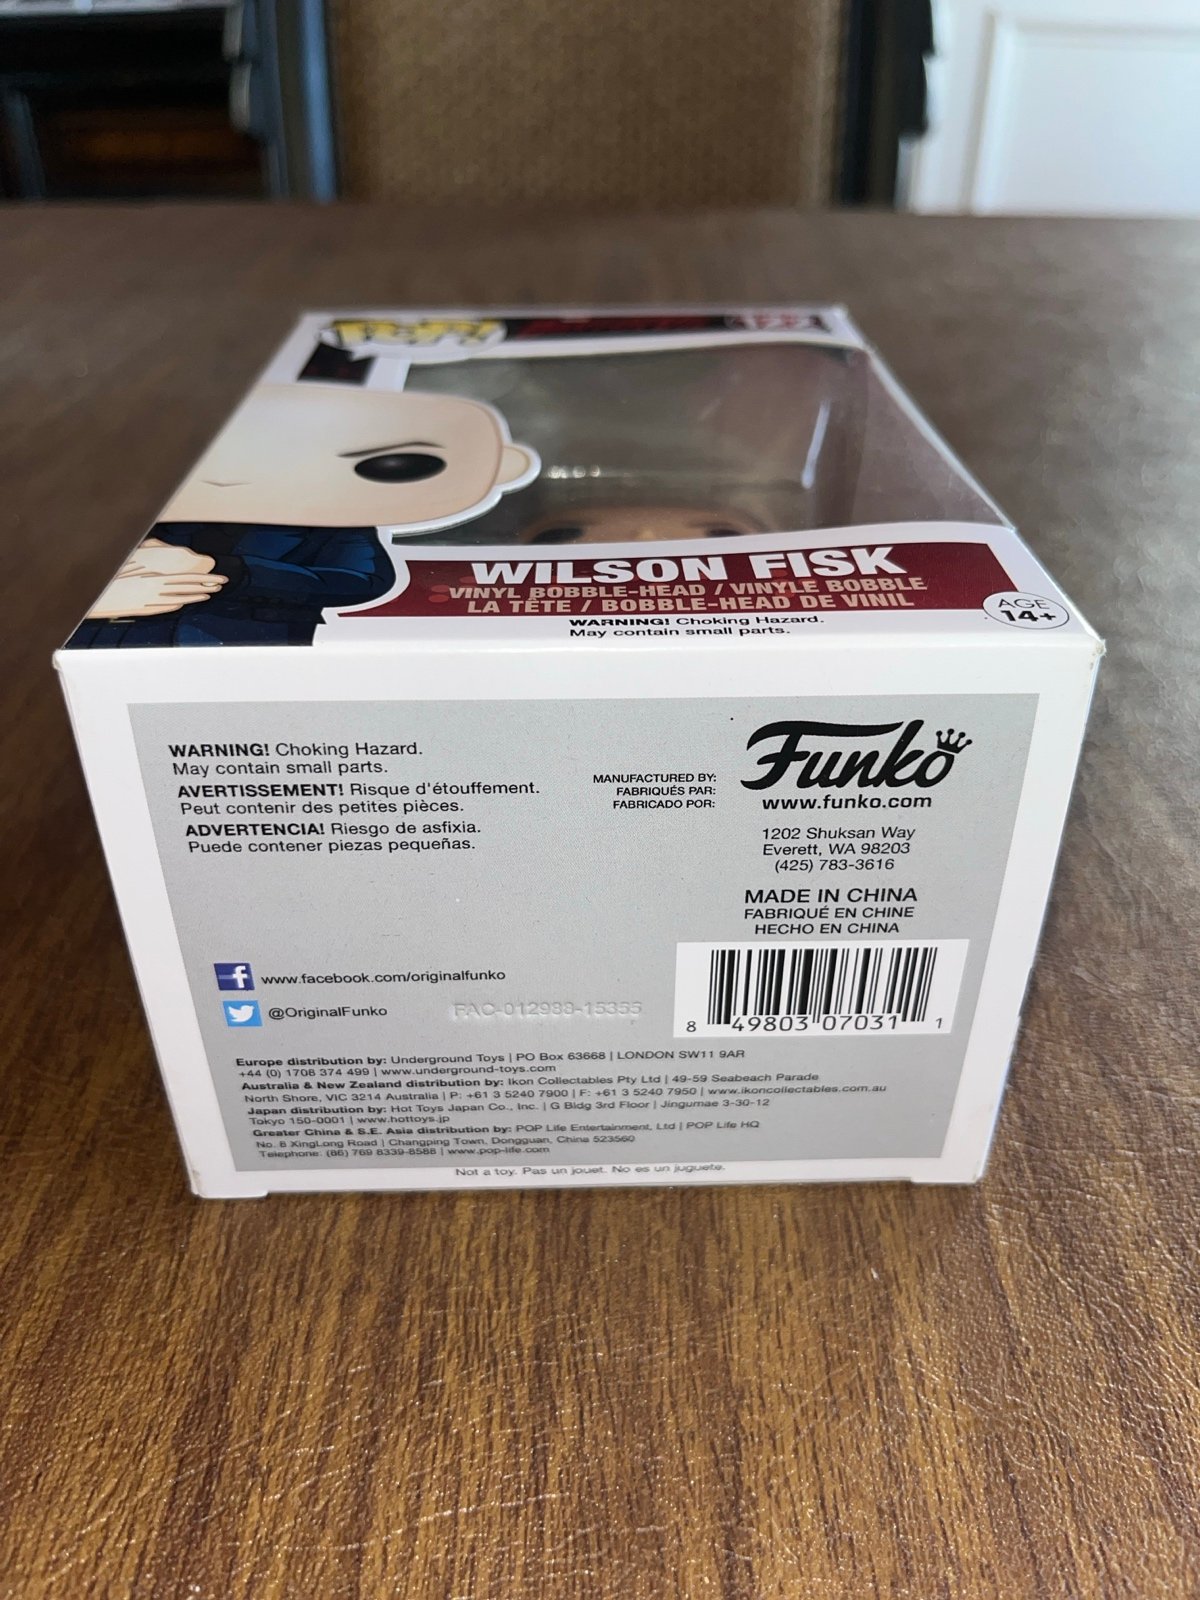 POP!
122
WILSON FISK
VINYL BOBBLE-HEAD / VINYLE BOBBLE
LA TÊTE / BOBBLE-HEAD DE VINIL
WARNING! Choking Hazard.
May contain small parts.
AGE
14+
WARNING! Choking Hazard.
May contain small parts.
AVERTISSEMENT! Risque d'étouffement.
Peut contenir des petites pièces.
ADVERTENCIA! Riesgo de asfixia.
Puede contener piezas pequeñas.
MANUFACTURED BY:
FABRIQUÉS PAR:
FABRICADO POR:
Funko
www.funko.com
1202 Shuksan Way
Everett, WA 98203
(425) 783-3616
MADE IN CHINA
FABRIQUÉ EN CHINE
HECHO EN CHINA
f www.facebook.com/originalfunko
@OriginalFunko
FAC-012988-15355
8 49803 07031 1
Europe distribution by: Underground Toys | PO Box 63668 | LONDON SW11 9AR
+44 (0) 1708 374 499 | www.underground-toys.com
Australia & New Zealand distribution by: Ikon Collectables Pty Ltd | 49-59 Seabeach Parade
North Shore, VIC 3214 Australia | P: +61 3 5240 7900 | F: +61 3 5240 7950 | www.ikoncollectables.com.au
Japan distribution by: Hot Toys Japan Co., Inc. | G Bldg 3rd Floor | Jingumae 3-30-12
Tokyo 150-0001 | www.hottoys.jp
Greater China & S.E. Asia distribution by: POP Life Entertainment, Ltd | POP Life HQ
No. 8 XingLong Road | Changping Town, Dongguan, China 523560
Telephone: (86) 769 8339-8588 | www.pop-life.com
Not a toy. Pas un jouet. No es un juguete.